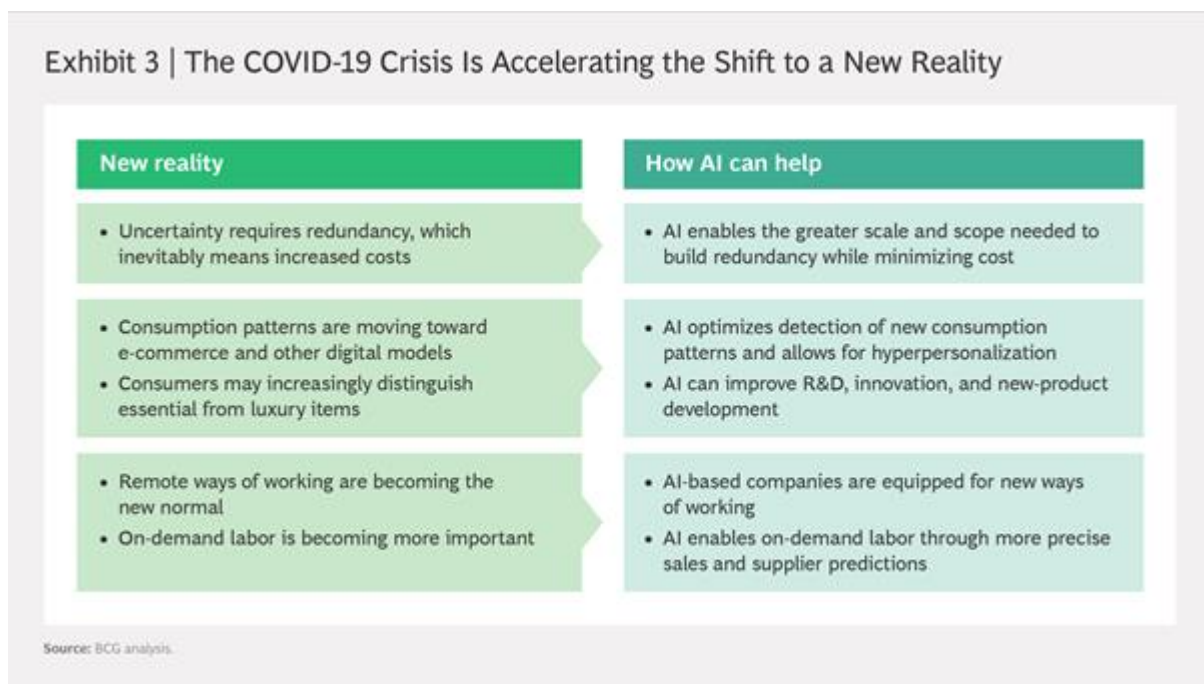 Exhibit 3 | The COVID-19 Crisis Is Accelerating the Shift to a New Reality
New reality
How AI can help
• Uncertainty requires redundancy, which
inevitably means increased costs
• AI enables the greater scale and scope needed to
build redundancy while minimizing cost
• Consumption patterns are moving toward
e-commerce and other digital models
• Consumers may increasingly distinguish
essential from luxury items
• AI optimizes detection of new consumption
patterns and allows for hyperpersonalization
• AI can improve R&D, innovation, and new-product
development
• Remote ways of working are becoming the
new normal
• On-demand labor is becoming more important
• AI-based companies are equipped for new ways
of working
• AI enables on-demand labor through more precise
sales and supplier predictions
Source: BCG analysis.